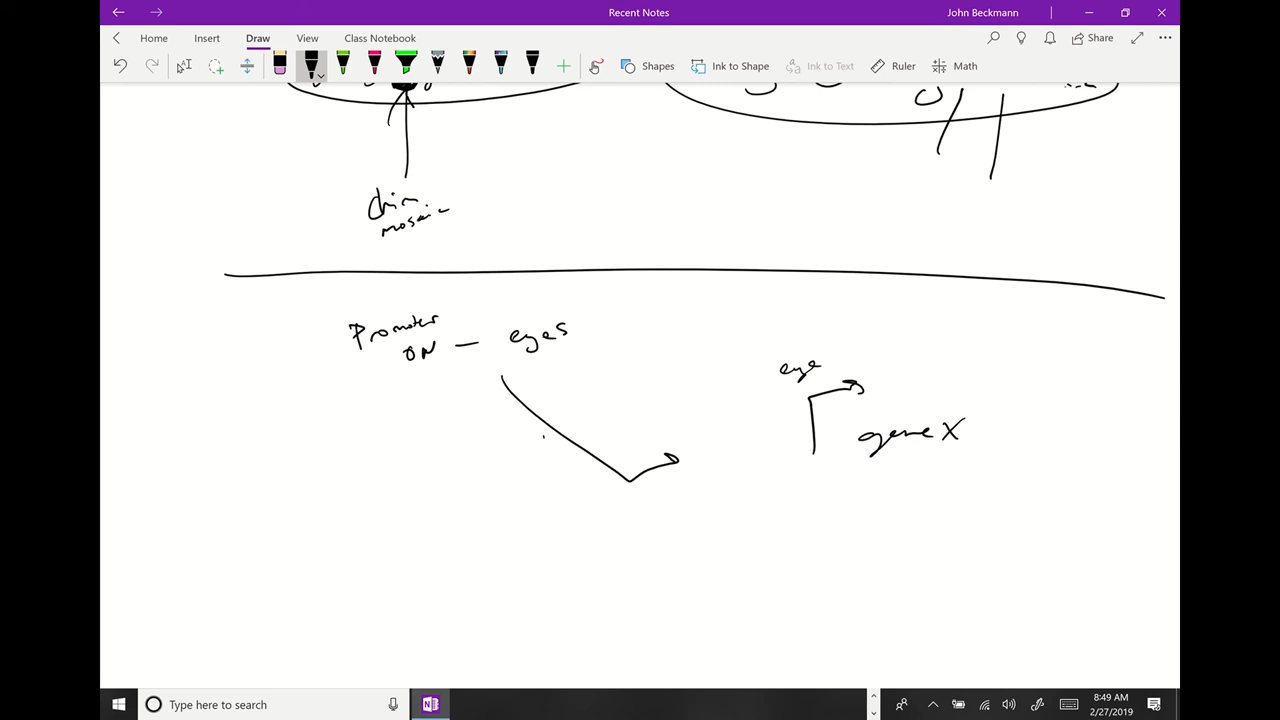 Recent Notes
John Beckmann
Home
Insert
Draw
View
Class Notebook
Share
Shapes
Ink to Shape
Ink to Text
Ruler
Math
mosaic
Promoter
ON — eyes
eye
gene X
Type here to search
8:49 AM
2/27/2019